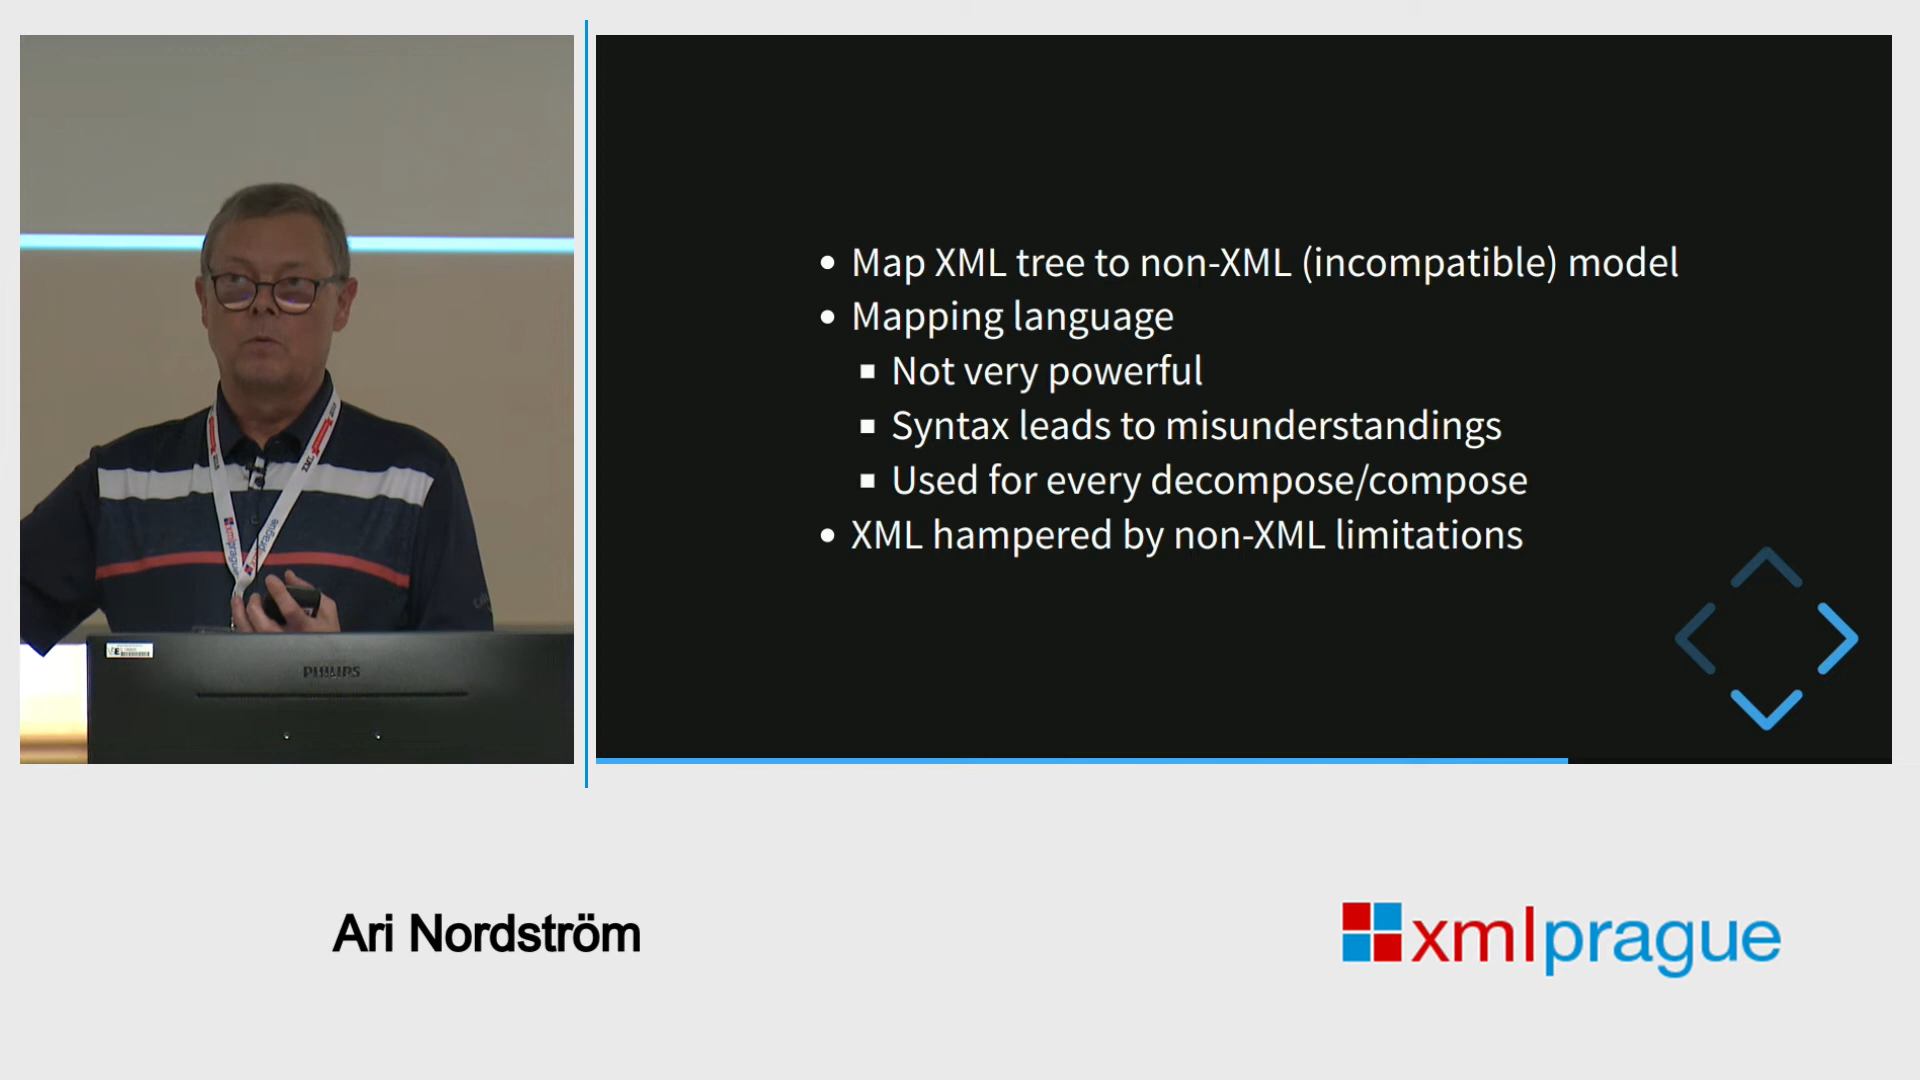 Map XML tree to non-XML (incompatible) model
Mapping language
Not very powerful
Syntax leads to misunderstandings
Used for every decompose/compose
XML hampered by non-XML limitations
PHILIPS
Ari Nordström
xmlprague